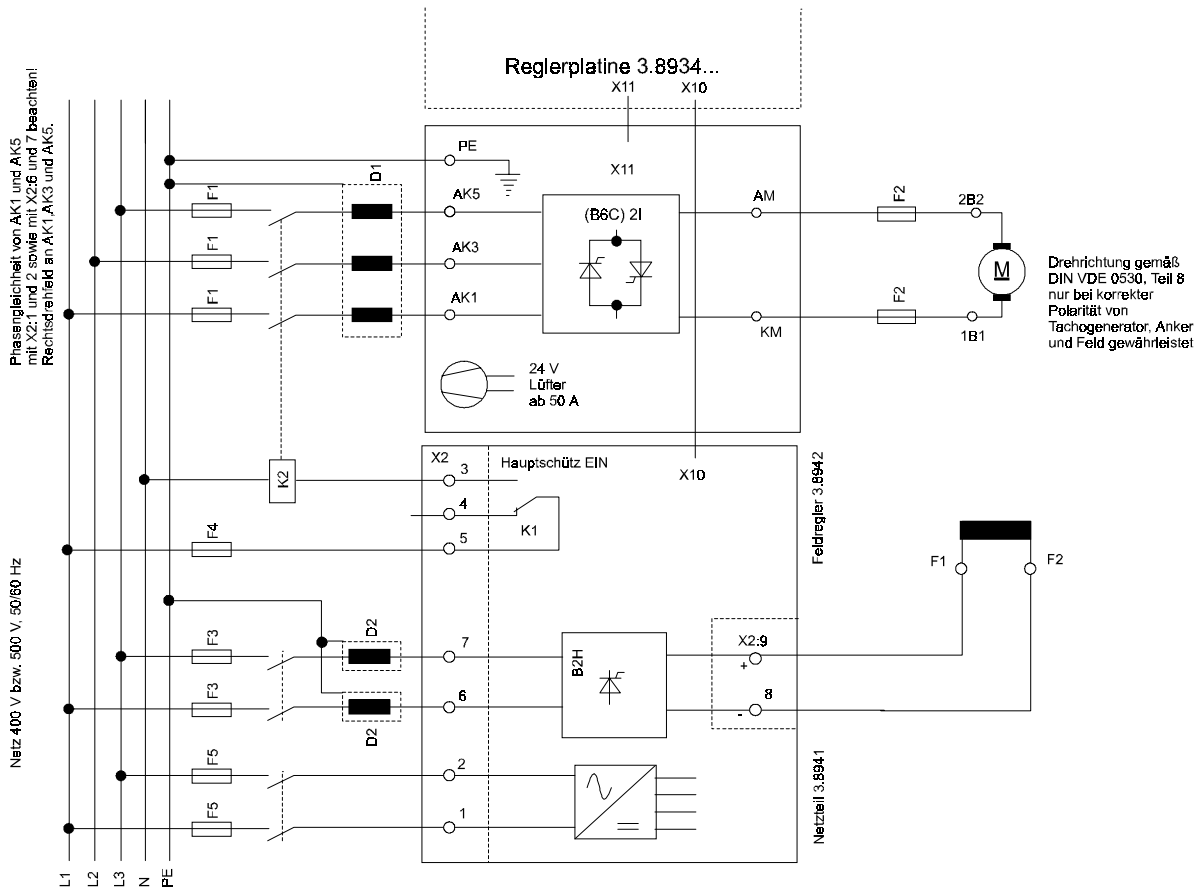 Reglerplatine 3.8934...
X11
X10
Phasengleichheit von AK1 und AK5
mit X2:1 und 2 sowie mit X2:6 und 7 beachten!
Rechtsdrehfeld an AK1,AK3 und AK5.
PE
X11
D1
F1
AK5
(B6C) 2I
AM
F2
2B2
F1
AK3
M
Drehrichtung gemäß
DIN VDE 0530, Teil 8
nur bei korrekter
Polarität von
Tachogenerator, Anker
und Feld gewährleistet
F1
AK1
F2
KM
1B1
24 V
Lüfter
ab 50 A
X2
Hauptschütz EIN
X10
K2
3
4
K1
5
F4
Feldregler 3.8942
F1
F2
Netz 400 V bzw. 500 V, 50/60 Hz
F3
D2
7
B2H
X2:9
+
F3
D2
6
8
-
F5
2
F5
1
Netzteil 3.8941
L1
L2
L3
N
PE